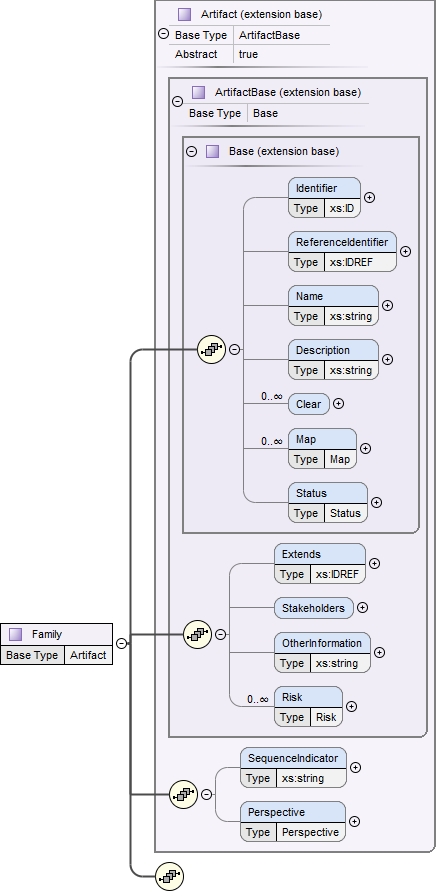 Artifact (extension base)
Base Type ArtifactBase
Abstract true
ArtifactBase (extension base)
Base Type Base
Base (extension base)
Identifier
Type xs:ID
ReferenceIdentifier
Type xs:IDREF
Name
Type xs:string
Description
Type xs:string
0..∞ Clear
0..∞ Map
Type Map
Status
Type Status
Extends
Type xs:IDREF
Stakeholders
OtherInformation
Type xs:string
0..∞ Risk
Type Risk
Family
Base Type Artifact
SequenceIndicator
Type xs:string
Perspective
Type Perspective